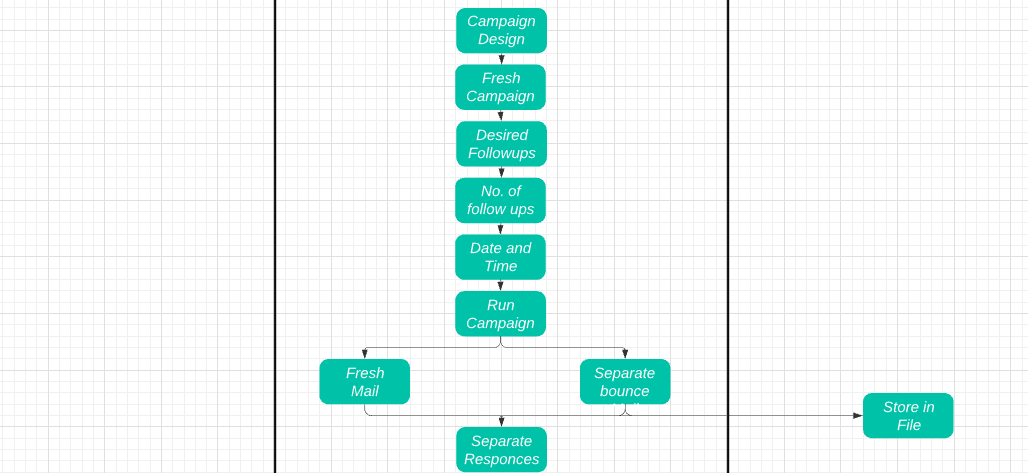 Campaign
Design
Fresh
Campaign
Desired
Followups
No. of
follow ups
Date and
Time
Run
Campaign
Fresh
Mail
Separate
bounce
Store in
File
Separate
Responces